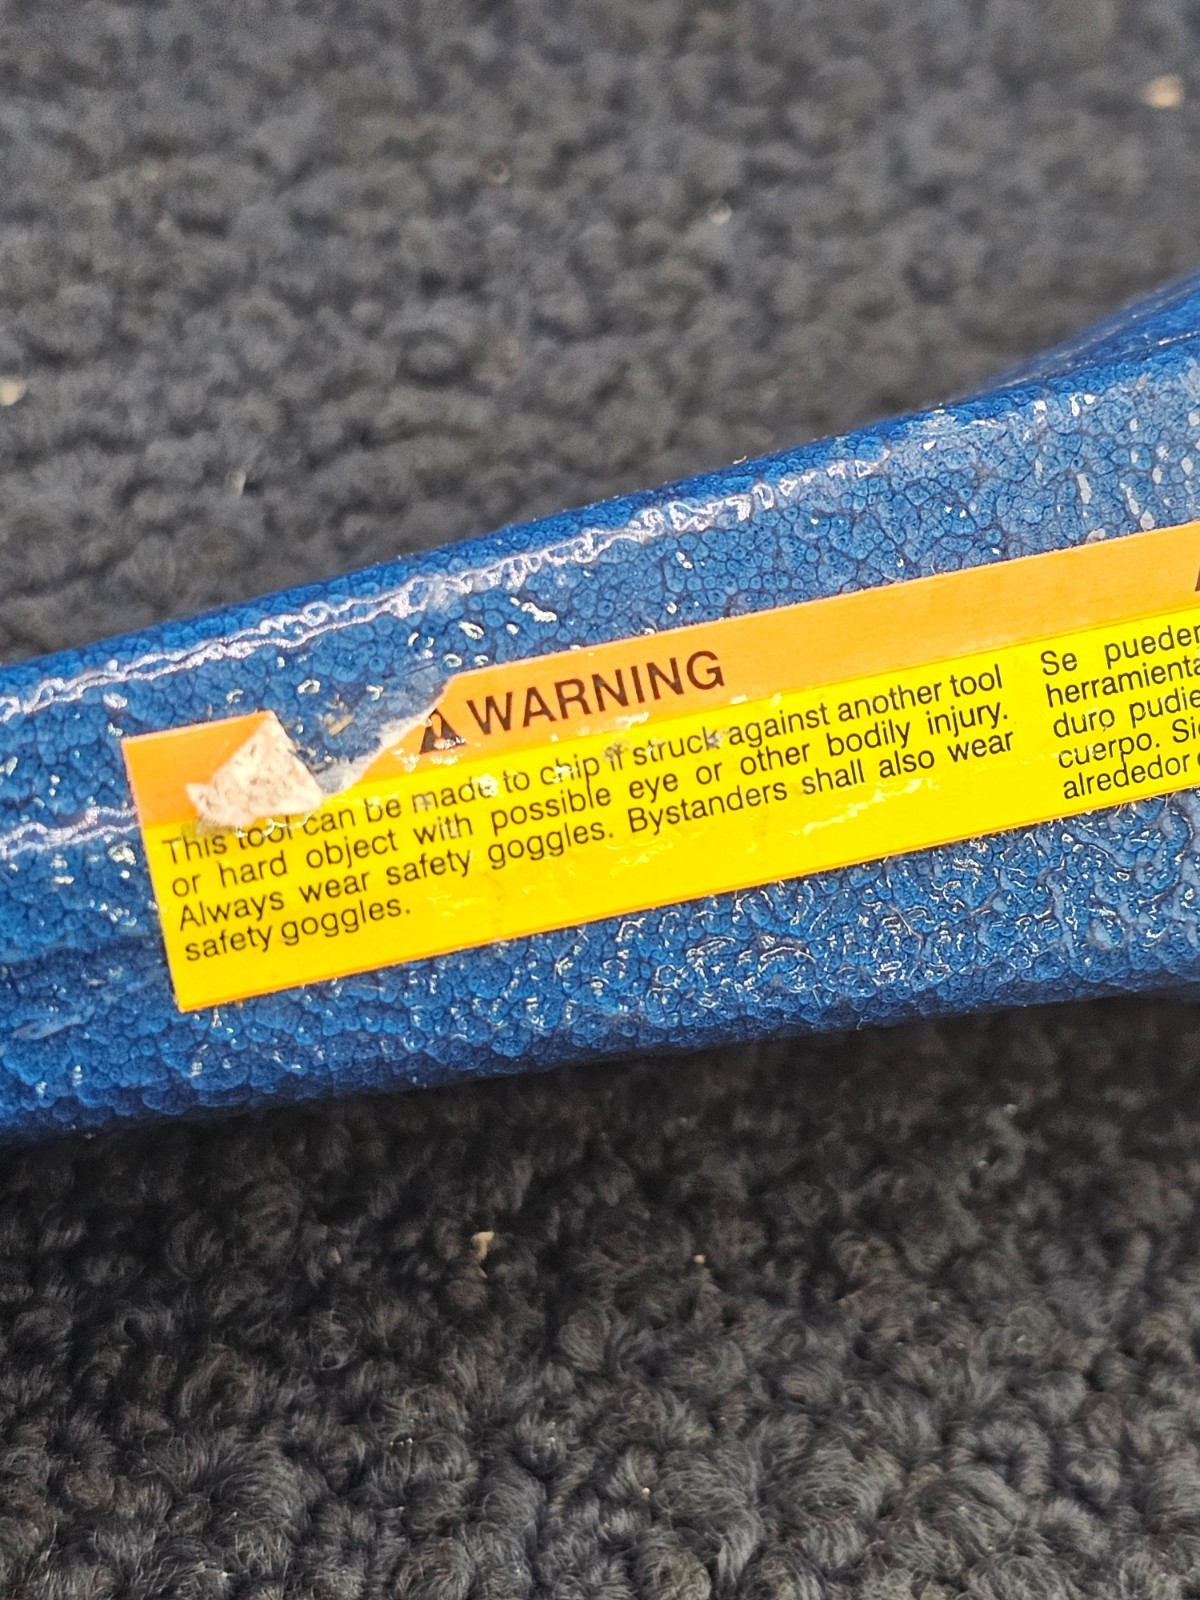 WARNING
This tool can be made to chip if struck against another tool
or hard object with possible eye or other bodily injury.
Always wear safety goggles. Bystanders shall also wear
safety goggles.
Se pueden
herramienta
duro pudie
cuerpo. Si
alrededor